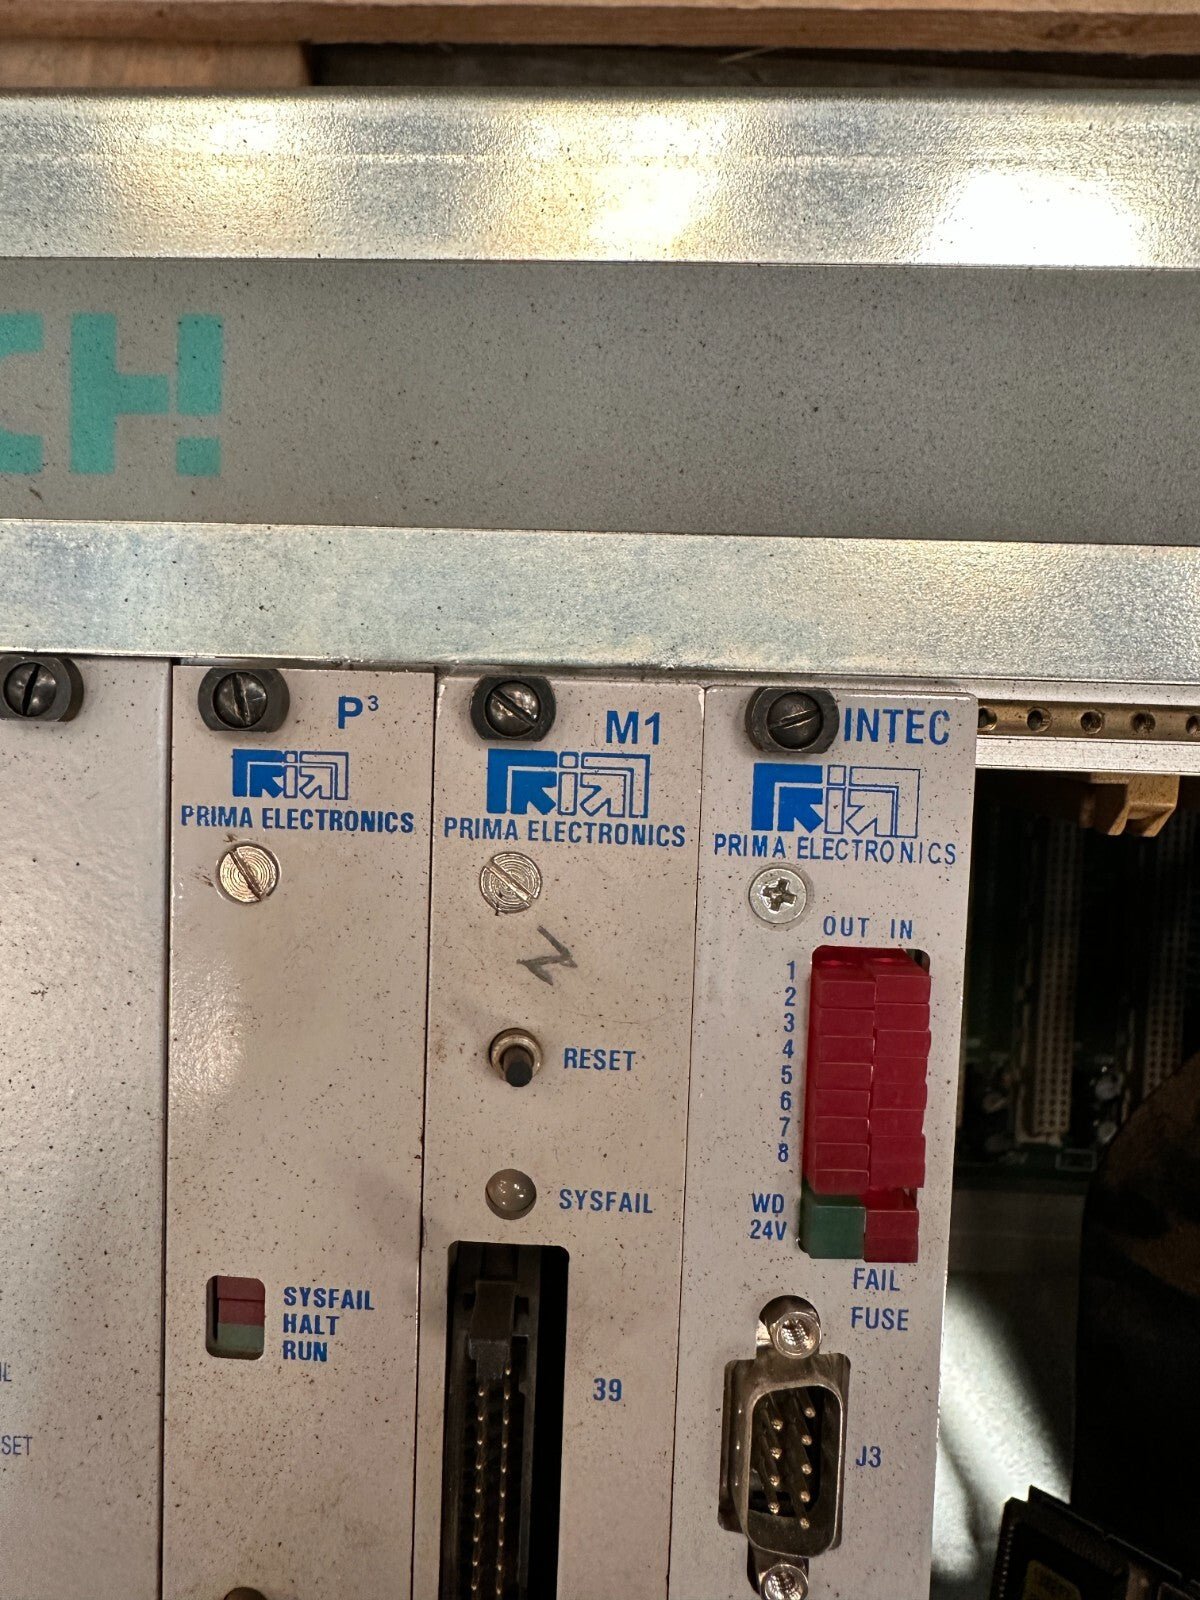 CH
P³
PRIMA ELECTRONICS
SYSFAIL
HALT
RUN
M1
PRIMA ELECTRONICS
RESET
SYSFAIL
39
INTEC
PRIMA ELECTRONICS
OUT IN
1
2
3
4
5
6
7
8
WD
24V
FAIL
FUSE
J3
SET